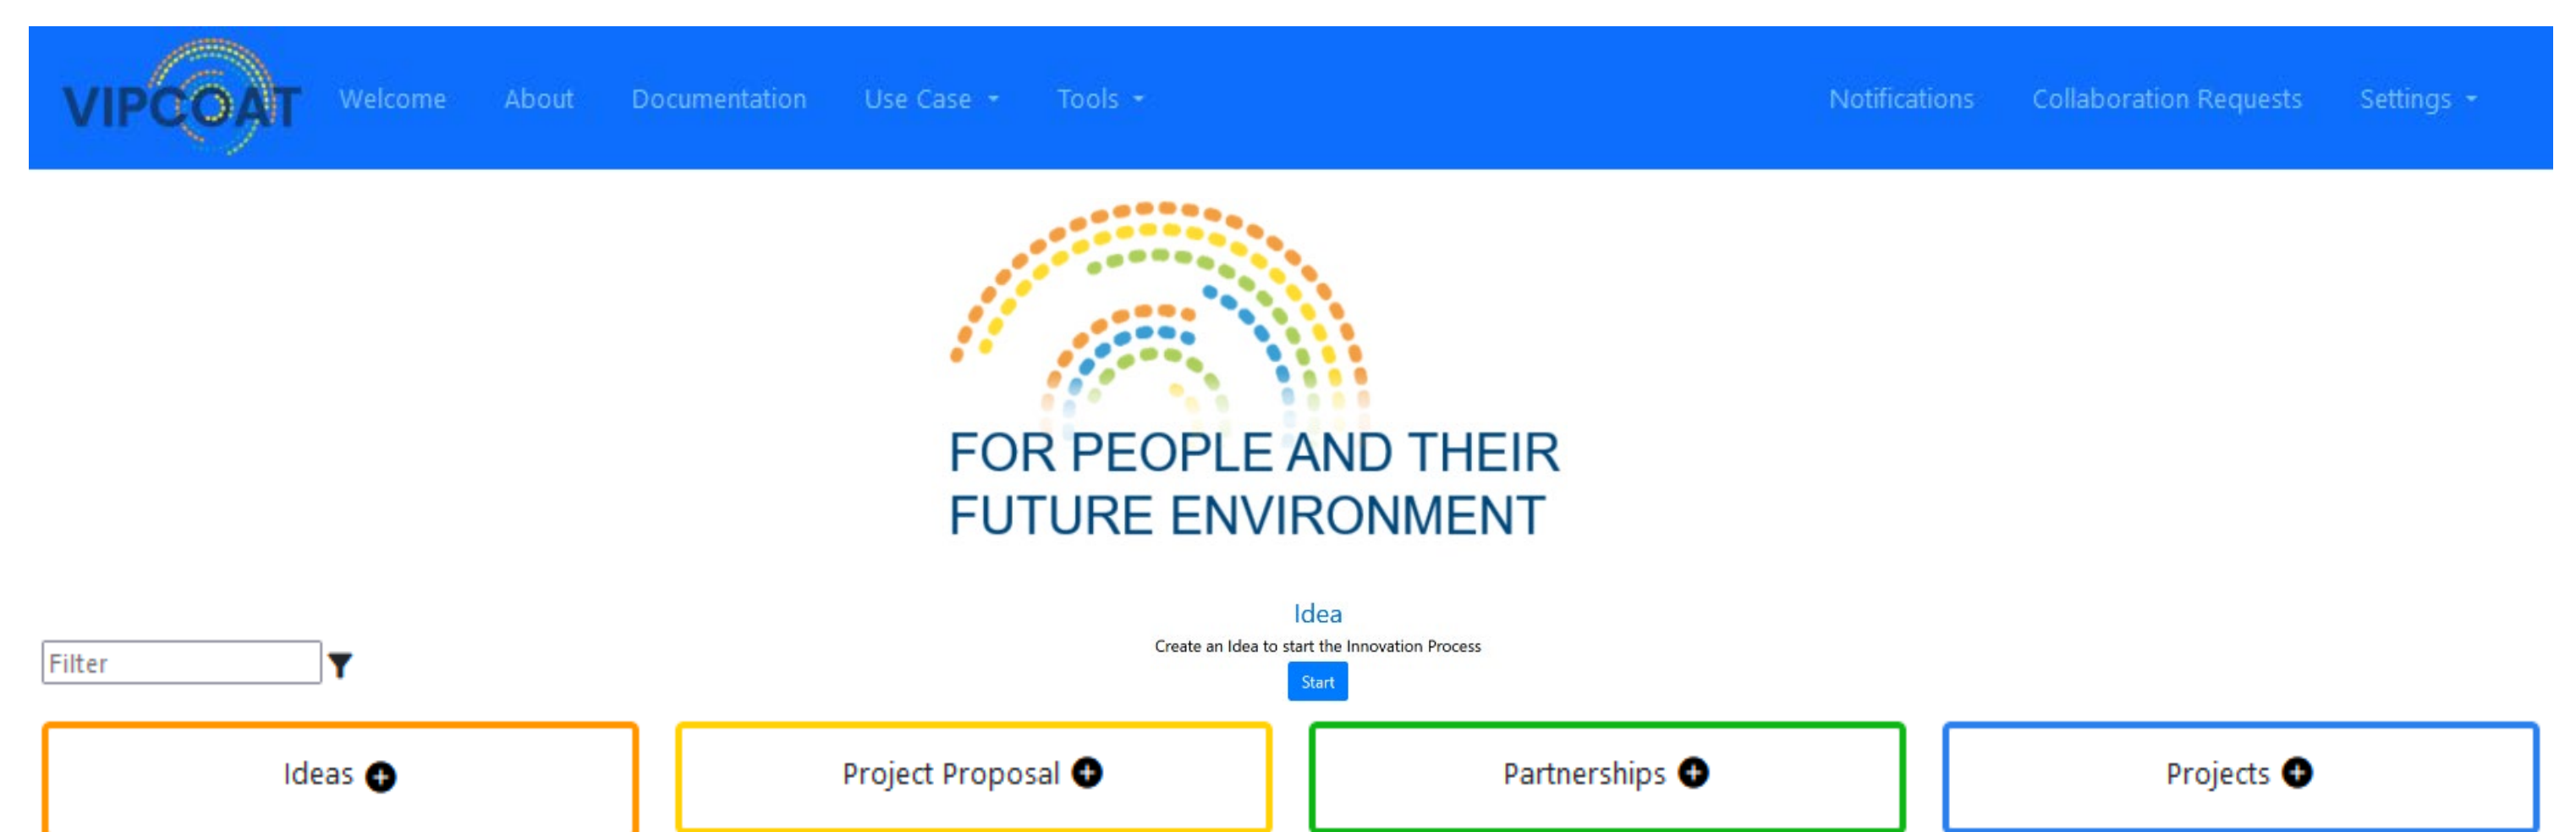 VIPCOAT Welcome About Documentation Use Case Tools Notifications Collaboration Requests Settings
FOR PEOPLE AND THEIR
FUTURE ENVIRONMENT
Idea
Create an Idea to start the Innovation Process
Filter
Start
Ideas
Project Proposal
Partnerships
Projects